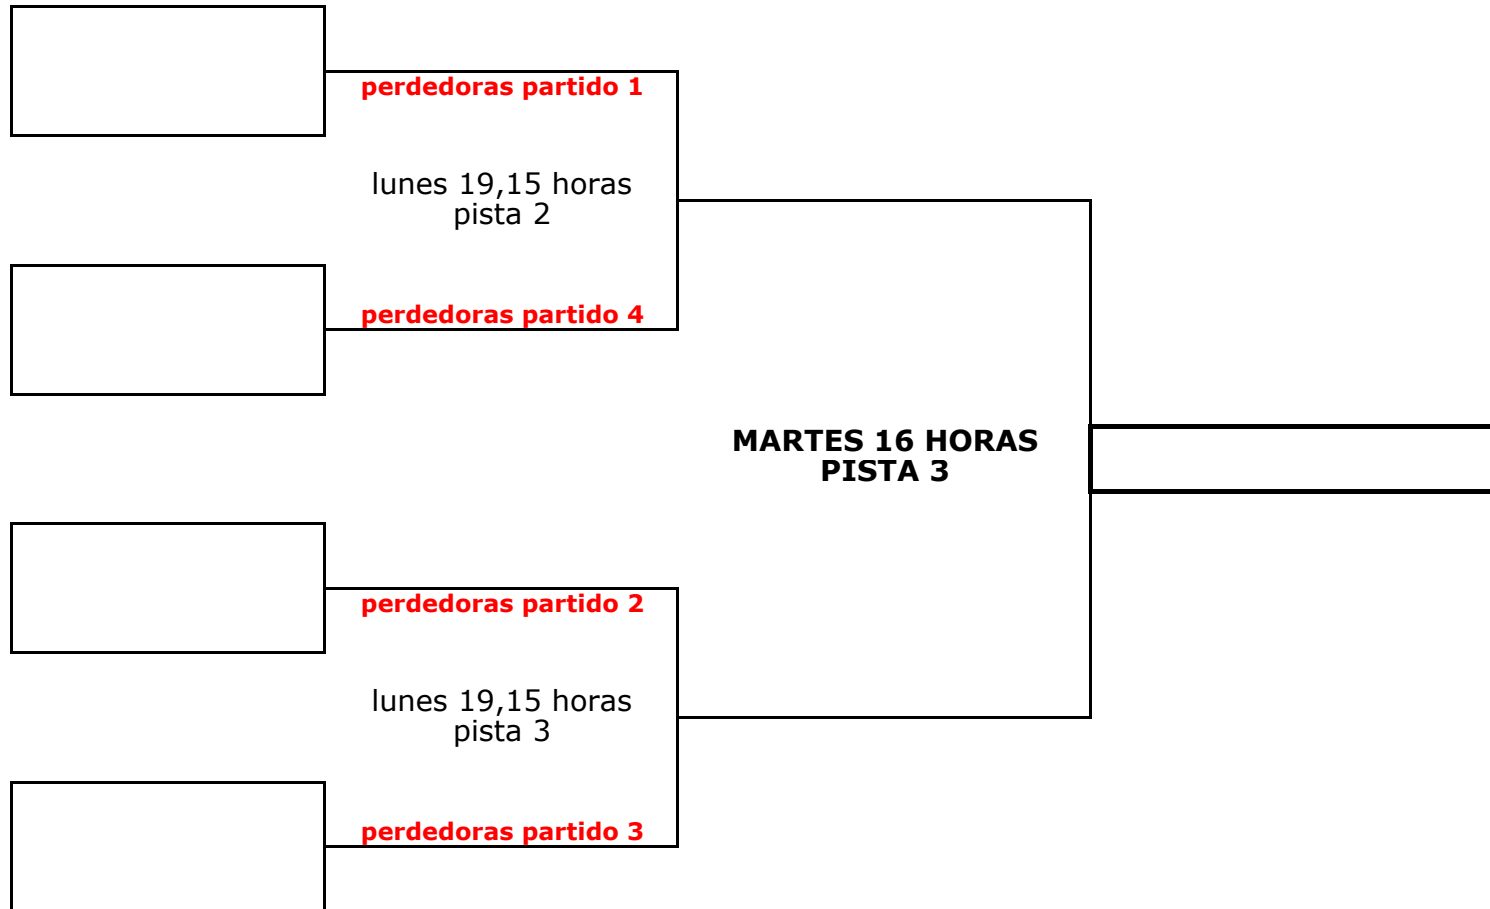 perdedoras partido 1
lunes 19,15 horas
pista 2
perdedoras partido 4
MARTES 16 HORAS
PISTA 3
perdedoras partido 2
lunes 19,15 horas
pista 3
perdedoras partido 3